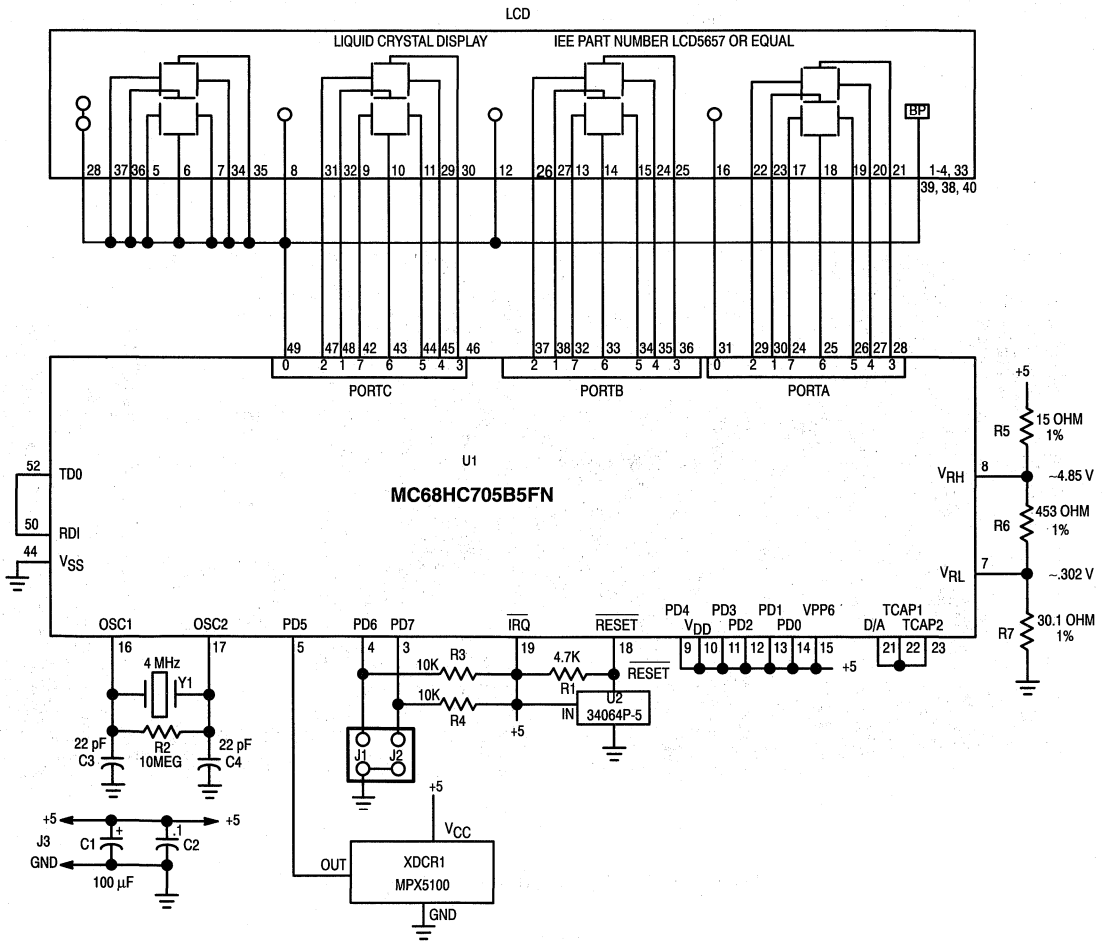 LCD
LIQUID CRYSTAL DISPLAY IEE PART NUMBER LCD5657 OR EQUAL
BP
28 37 36 5 6 7 34 35 8 31 32 9 10 11 29 30 12 26 27 13 14 15 24 25 16 22 23 17 18 19 20 21 1-4, 33
39, 38, 40
49 47 48 42 43 44 45 46 37 38 32 33 34 35 36 31 29 30 24 25 26 27 28
0 2 1 7 6 5 4 3 2 1 7 6 5 4 3 0 2 1 7 6 5 4 3
PORTC PORTB PORTA
+5
R5 15 OHM
1%
U1
MC68HC705B5FN
52 TD0
VRH 8 ~4.85 V
R6 453 OHM
1%
50 RDI
44 VSS
VRL 7 ~.302 V
R7 30.1 OHM
1%
OSC1 OSC2 PD5 PD6 PD7 IRQ RESET PD4 VDD PD3 PD2 PD1 PD0 VPP6 D/A TCAP1 TCAP2
16 17 5 4 3 19 18 9 10 11 12 13 14 15 21 22 23
+5
4 MHz
Y1
R2
10MEG
22 pF
C3
22 pF
C4
10K R3
10K R4
4.7K
R1
RESET
+5
IN U2
34064P-5
J1 J2
+5 +5
J3 C1 + .1 C2
GND
100 µF
+5
VCC
OUT XDCR1
MPX5100
GND